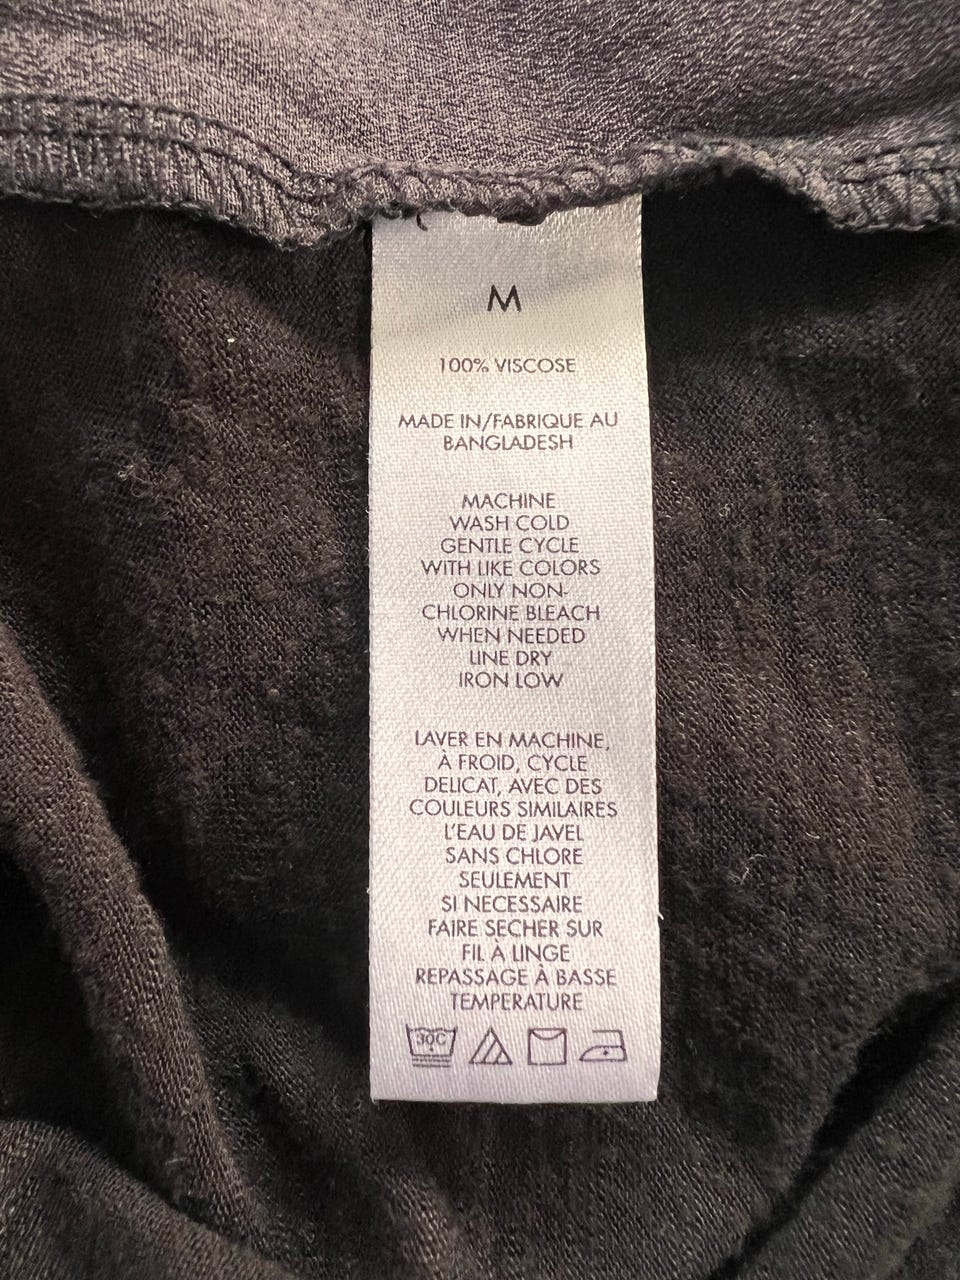 M
100% VISCOSE
MADE IN/FABRIQUE AU
BANGLADESH
MACHINE
WASH COLD
GENTLE CYCLE
WITH LIKE COLORS
ONLY NON-
CHLORINE BLEACH
WHEN NEEDED
LINE DRY
IRON LOW
LAVER EN MACHINE,
À FROID, CYCLE
DELICAT, AVEC DES
COULEURS SIMILAIRES
L'EAU DE JAVEL
SANS CHLORE
SEULEMENT
SI NECESSAIRE
FAIRE SECHER SUR
FIL À LINGE
REPASSAGE À BASSE
TEMPERATURE
30C